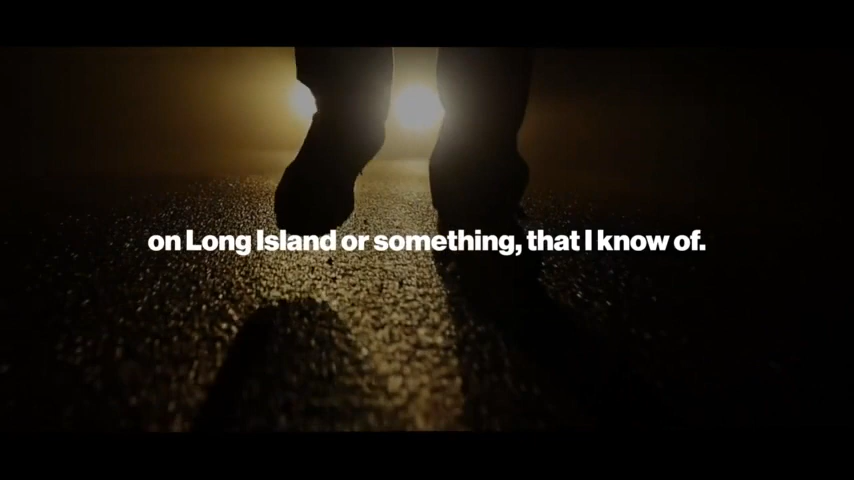 on Long Island or something, that I know of.